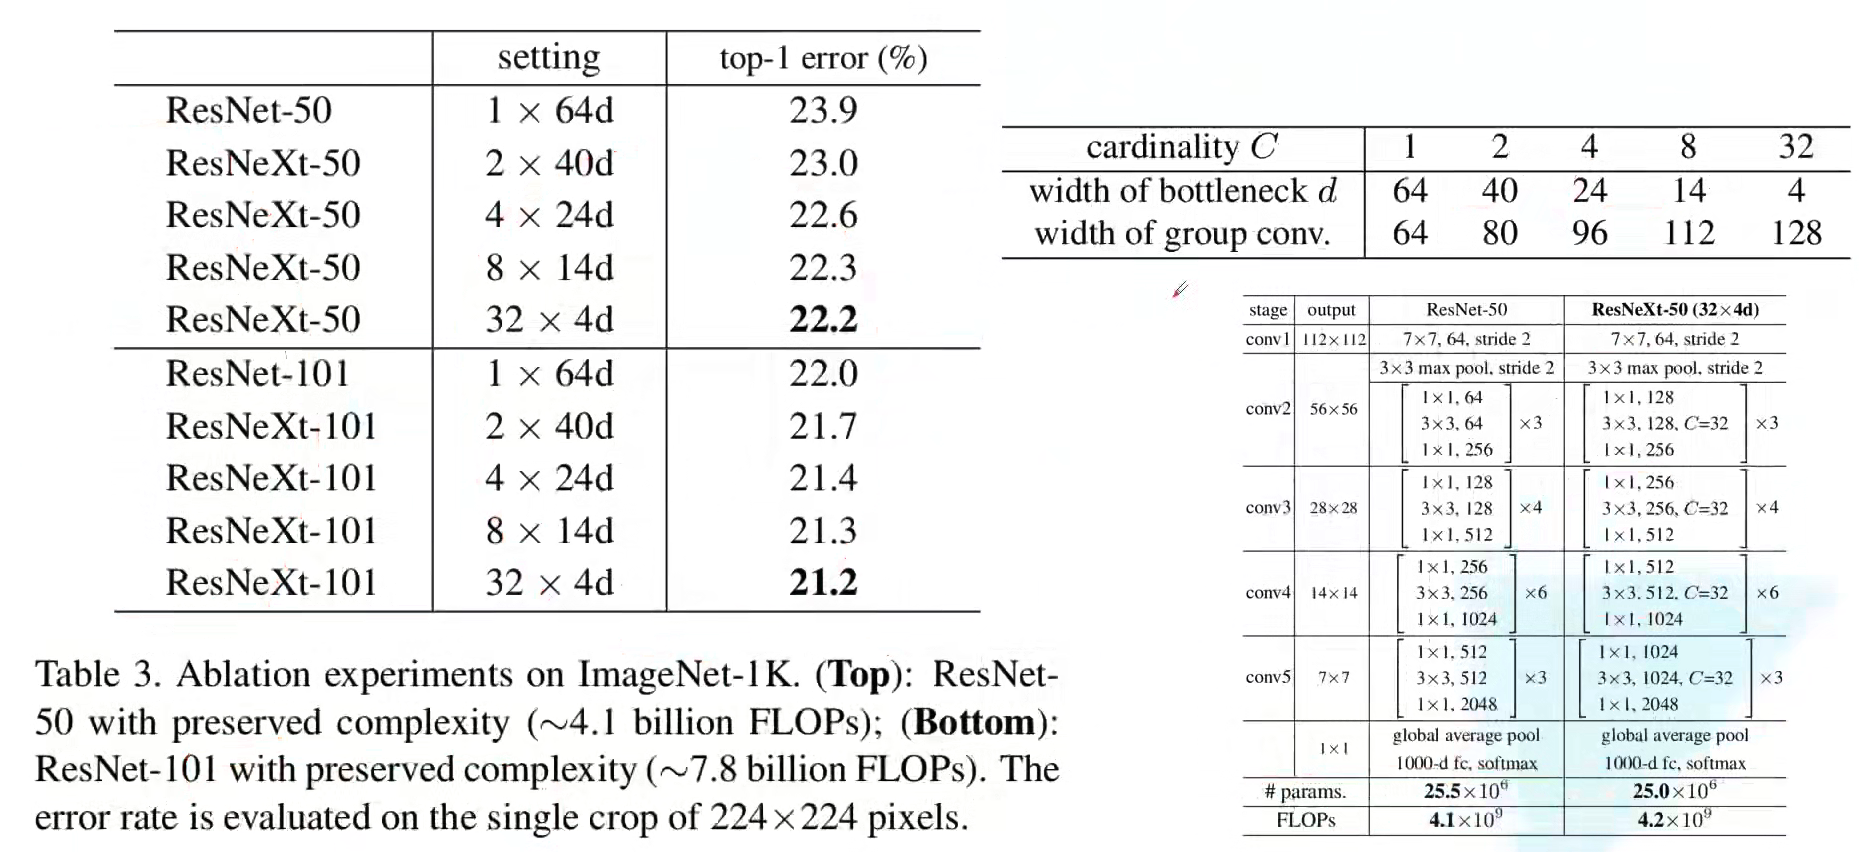 setting top-1 error (%)
ResNet-50 1 × 64d 23.9
ResNeXt-50 2 × 40d 23.0
ResNeXt-50 4 × 24d 22.6
ResNeXt-50 8 × 14d 22.3
ResNeXt-50 32 × 4d 22.2
ResNet-101 1 × 64d 22.0
ResNeXt-101 2 × 40d 21.7
ResNeXt-101 4 × 24d 21.4
ResNeXt-101 8 × 14d 21.3
ResNeXt-101 32 × 4d 21.2
Table 3. Ablation experiments on ImageNet-1K. (Top): ResNet-
50 with preserved complexity (∼4.1 billion FLOPs); (Bottom):
ResNet-101 with preserved complexity (∼7.8 billion FLOPs). The
error rate is evaluated on the single crop of 224×224 pixels.
cardinality C 1 2 4 8 32
width of bottleneck d 64 40 24 14 4
width of group conv. 64 80 96 112 128
stage output ResNet-50 ResNeXt-50 (32×4d)
conv1 112×112 7×7, 64, stride 2 7×7, 64, stride 2
3×3 max pool, stride 2 3×3 max pool, stride 2
1×1, 64 1×1, 128
conv2 56×56 3×3, 64 ×3 3×3, 128, C=32 ×3
1×1, 256 1×1, 256
1×1, 128 1×1, 256
conv3 28×28 3×3, 128 ×4 3×3, 256, C=32 ×4
1×1, 512 1×1, 512
1×1, 256 1×1, 512
conv4 14×14 3×3, 256 ×6 3×3, 512, C=32 ×6
1×1, 1024 1×1, 1024
1×1, 512 1×1, 1024
conv5 7×7 3×3, 512 ×3 3×3, 1024, C=32 ×3
1×1, 2048 1×1, 2048
global average pool global average pool
1×1
1000-d fc, softmax 1000-d fc, softmax
# params. 25.5×10⁶ 25.0×10⁶
FLOPs 4.1×10⁹ 4.2×10⁹